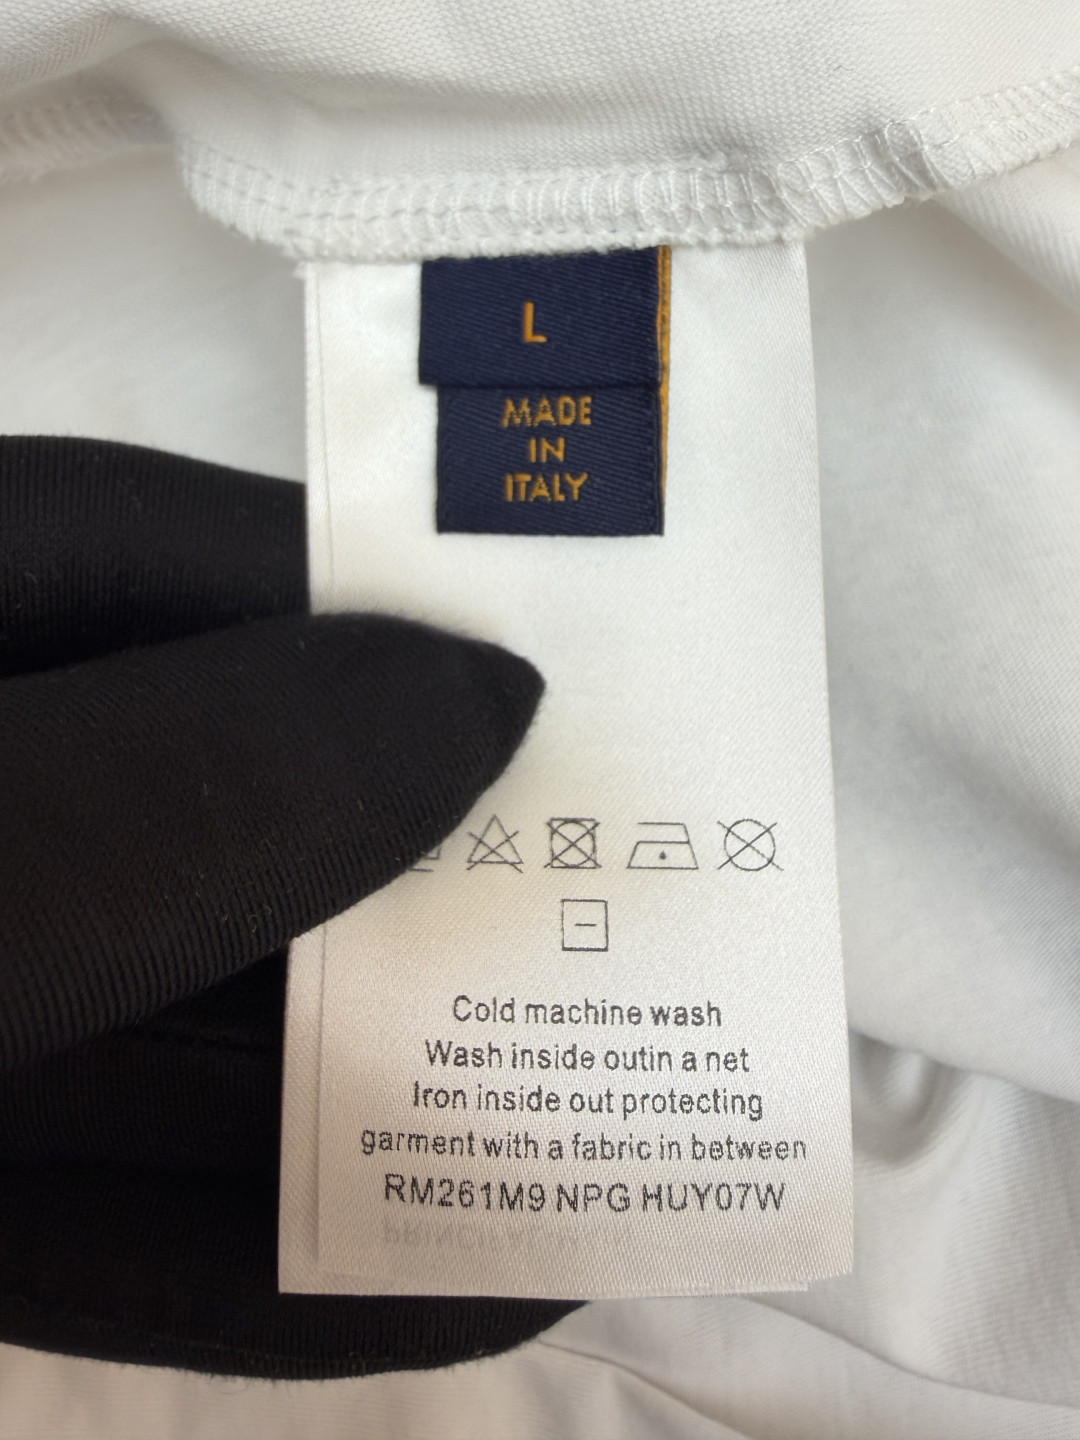 L
MADE
IN
ITALY
Cold machine wash
Wash inside outin a net
Iron inside out protecting
garment with a fabric in between
RM261M9 NPG HUY07W